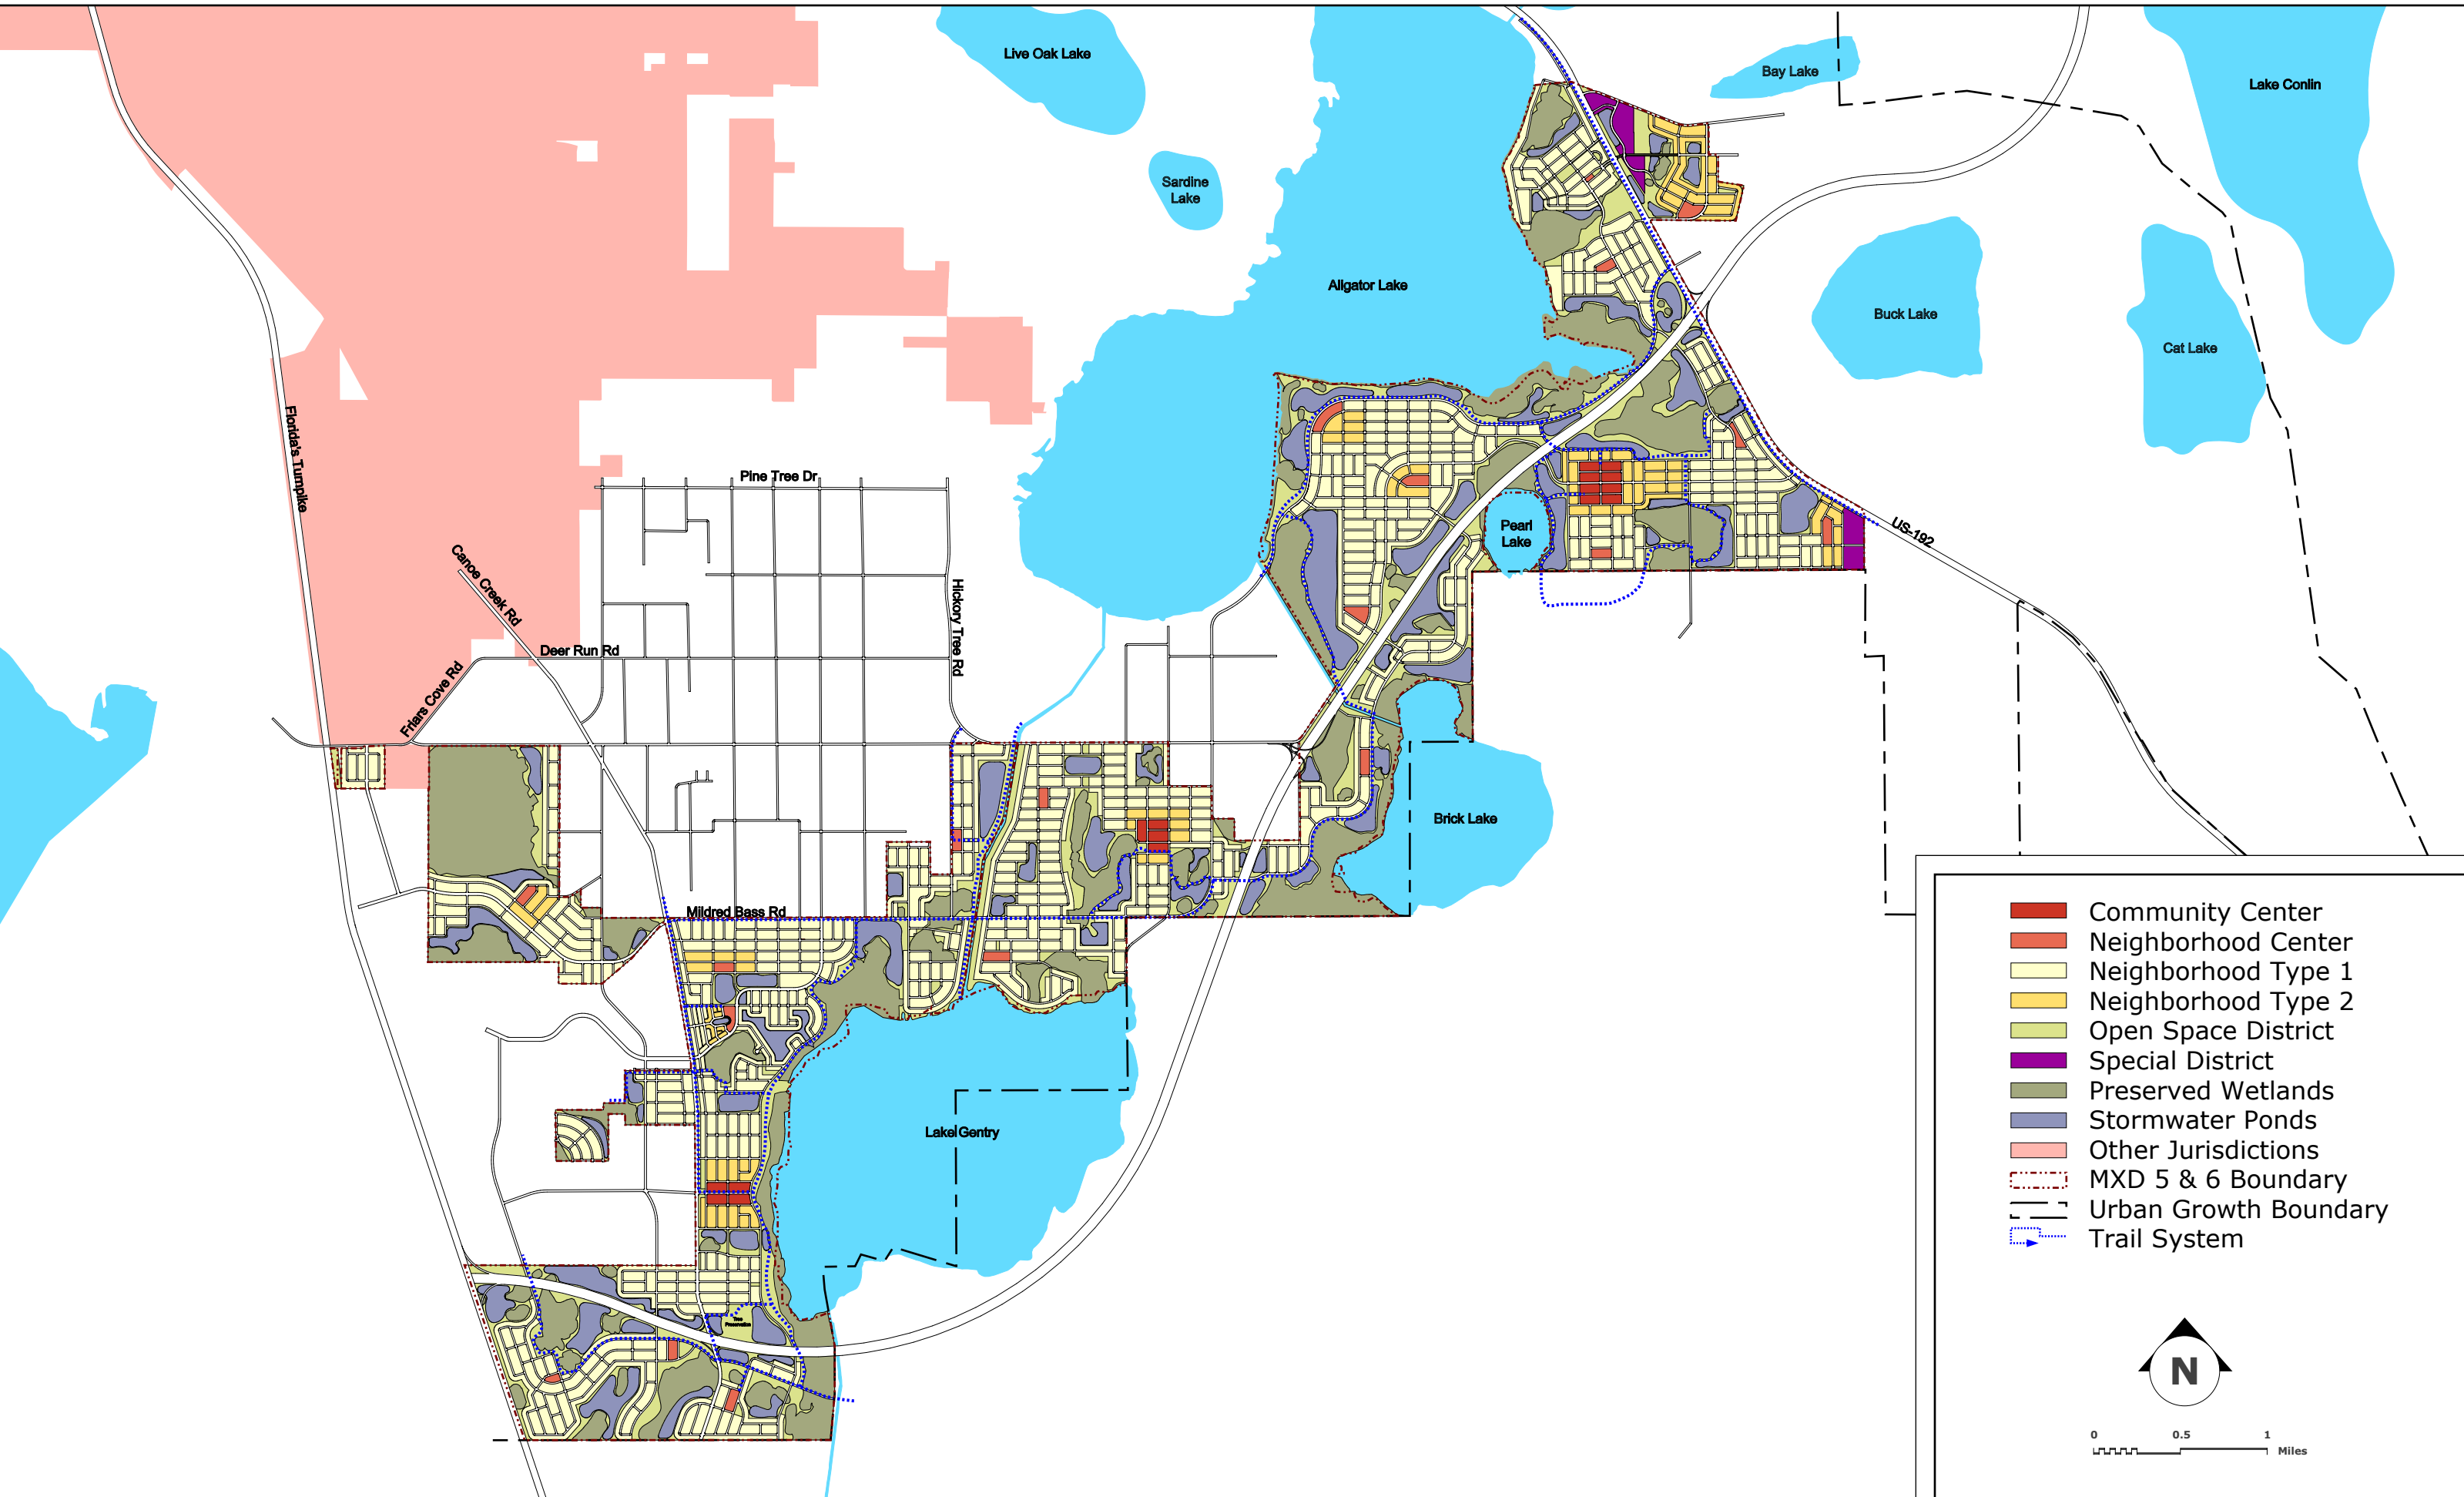 Live Oak Lake
Bay Lake
Lake Conlin
Sardine
Lake
Alligator Lake
Buck Lake
Cat Lake
Florida's Turnpike
Pine Tree Dr
Pearl
Lake
US-192
Canoe Creek Rd
Hickory Tree Rd
Deer Run Rd
Friars Cove Rd
Brick Lake
Mildred Bass Rd
Lake Gentry
Tree
Preservation
Community Center
Neighborhood Center
Neighborhood Type 1
Neighborhood Type 2
Open Space District
Special District
Preserved Wetlands
Stormwater Ponds
Other Jurisdictions
MXD 5 & 6 Boundary
Urban Growth Boundary
Trail System
N
0 0.5 1
Miles